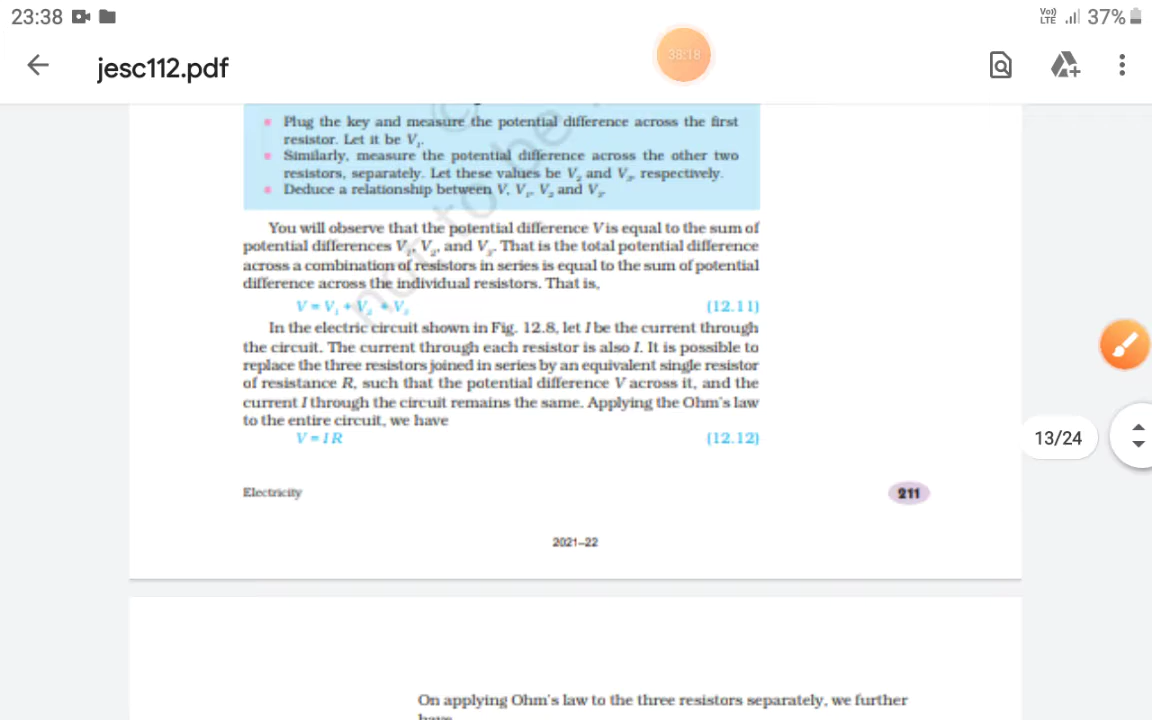 23:38
Vo))
LTE
37%
jesc112.pdf
38:18
Plug the key and measure the potential difference across the first
resistor. Let it be V₁.
Similarly, measure the potential difference across the other two
resistors, separately. Let these values be V₂ and V₃, respectively.
Deduce a relationship between V, V₁, V₂ and V₃.
You will observe that the potential difference V is equal to the sum of
potential differences V₁, V₂, and V₃. That is the total potential difference
across a combination of resistors in series is equal to the sum of potential
difference across the individual resistors. That is,
V = V₁ + V₂ + V₃ (12.11)
In the electric circuit shown in Fig. 12.8, let I be the current through
the circuit. The current through each resistor is also I. It is possible to
replace the three resistors joined in series by an equivalent single resistor
of resistance R, such that the potential difference V across it, and the
current I through the circuit remains the same. Applying the Ohm's law
to the entire circuit, we have
V = I R (12.12)
13/24
Electricity
211
2021–22
On applying Ohm's law to the three resistors separately, we further
have
not to be